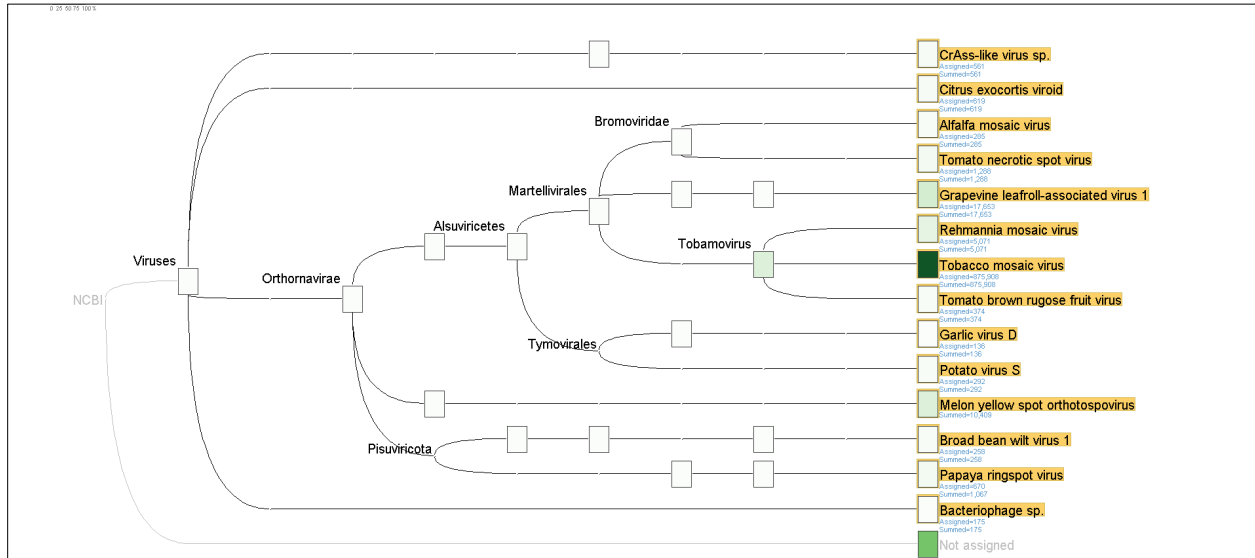 0 25 50 75 100%
CrAss-like virus sp.
Assigned=561
Summed=561
Citrus exocortis viroid
Assigned=619
Summed=619
Bromoviridae
Alfalfa mosaic virus
Assigned=285
Summed=285
Tomato necrotic spot virus
Assigned=1,286
Summed=1,286
Martellivirales
Grapevine leafroll-associated virus 1
Assigned=17,653
Summed=17,653
Alsuviricetes
Rehmannia mosaic virus
Assigned=5,071
Summed=5,071
Tobamovirus
Viruses
Tobacco mosaic virus
Assigned=875,908
Summed=875,908
Orthornavirae
NCBI
Tomato brown rugose fruit virus
Assigned=374
Summed=374
Tymovirales
Garlic virus D
Assigned=136
Summed=136
Potato virus S
Assigned=292
Summed=292
Melon yellow spot orthotospovirus
Summed=10,409
Pisuviricota
Broad bean wilt virus 1
Assigned=258
Summed=258
Papaya ringspot virus
Assigned=670
Summed=1,067
Bacteriophage sp.
Assigned=175
Summed=175
Not assigned